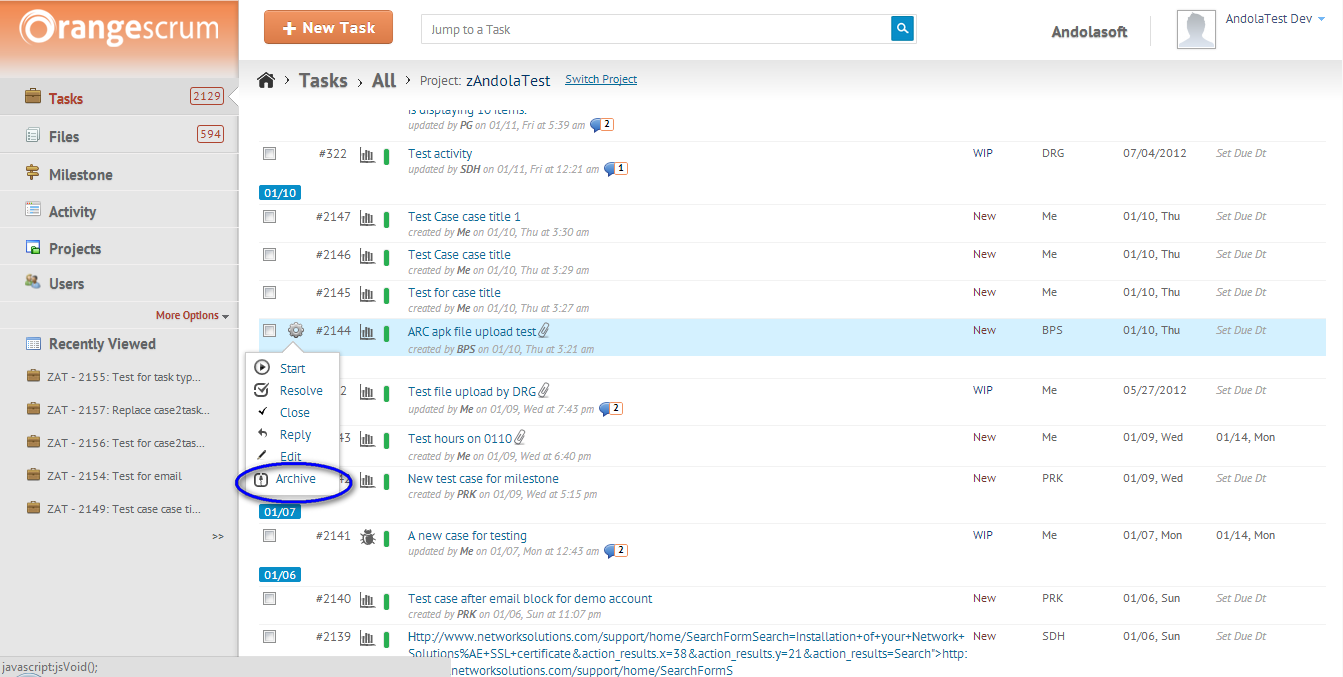 Orangescrum
+ New Task
Jump to a Task
Andolasoft
AndolaTest Dev
Tasks 2129
Files 594
Milestone
Activity
Projects
Users
More Options
Recently Viewed
ZAT - 2155: Test for task typ...
ZAT - 2157: Replace case2task...
ZAT - 2156: Test for case2tas...
ZAT - 2154: Test for email
ZAT - 2149: Test case case ti...
>>
Tasks › All › Project: zAndolaTest Switch Project
is displaying 10 items.
updated by PG on 01/11, Fri at 5:39 am 2
#322 Test activity WIP DRG 07/04/2012 Set Due Dt
updated by SDH on 01/11, Fri at 12:21 am 1
01/10
#2147 Test Case case title 1 New Me 01/10, Thu Set Due Dt
created by Me on 01/10, Thu at 3:30 am
#2146 Test Case case title New Me 01/10, Thu Set Due Dt
created by Me on 01/10, Thu at 3:29 am
#2145 Test for case title New Me 01/10, Thu Set Due Dt
created by Me on 01/10, Thu at 3:27 am
#2144 ARC apk file upload test New BPS 01/10, Thu Set Due Dt
created by BPS on 01/10, Thu at 3:21 am
Start
Resolve
Close
Reply
Edit
Archive
2 Test file upload by DRG WIP Me 05/27/2012 Set Due Dt
updated by Me on 01/09, Wed at 7:43 pm 2
43 Test hours on 0110 New Me 01/09, Wed 01/14, Mon
created by Me on 01/09, Wed at 6:40 pm
42 New test case for milestone New PRK 01/09, Wed Set Due Dt
created by PRK on 01/09, Wed at 5:15 pm
01/07
#2141 A new case for testing WIP Me 01/07, Mon 01/14, Mon
updated by Me on 01/07, Mon at 12:43 am 2
01/06
#2140 Test case after email block for demo account New PRK 01/06, Sun Set Due Dt
created by PRK on 01/06, Sun at 11:07 pm
#2139 Http://www.networksolutions.com/support/home/SearchFormSearch=Installation+of+your+Network+ New SDH 01/06, Sun Set Due Dt
Solutions%AE+SSL+certificate&action_results.x=38&action_results.y=21&action_results=Search">http:
networksolutions.com/support/home/SearchFormS
javascript:jsVoid();